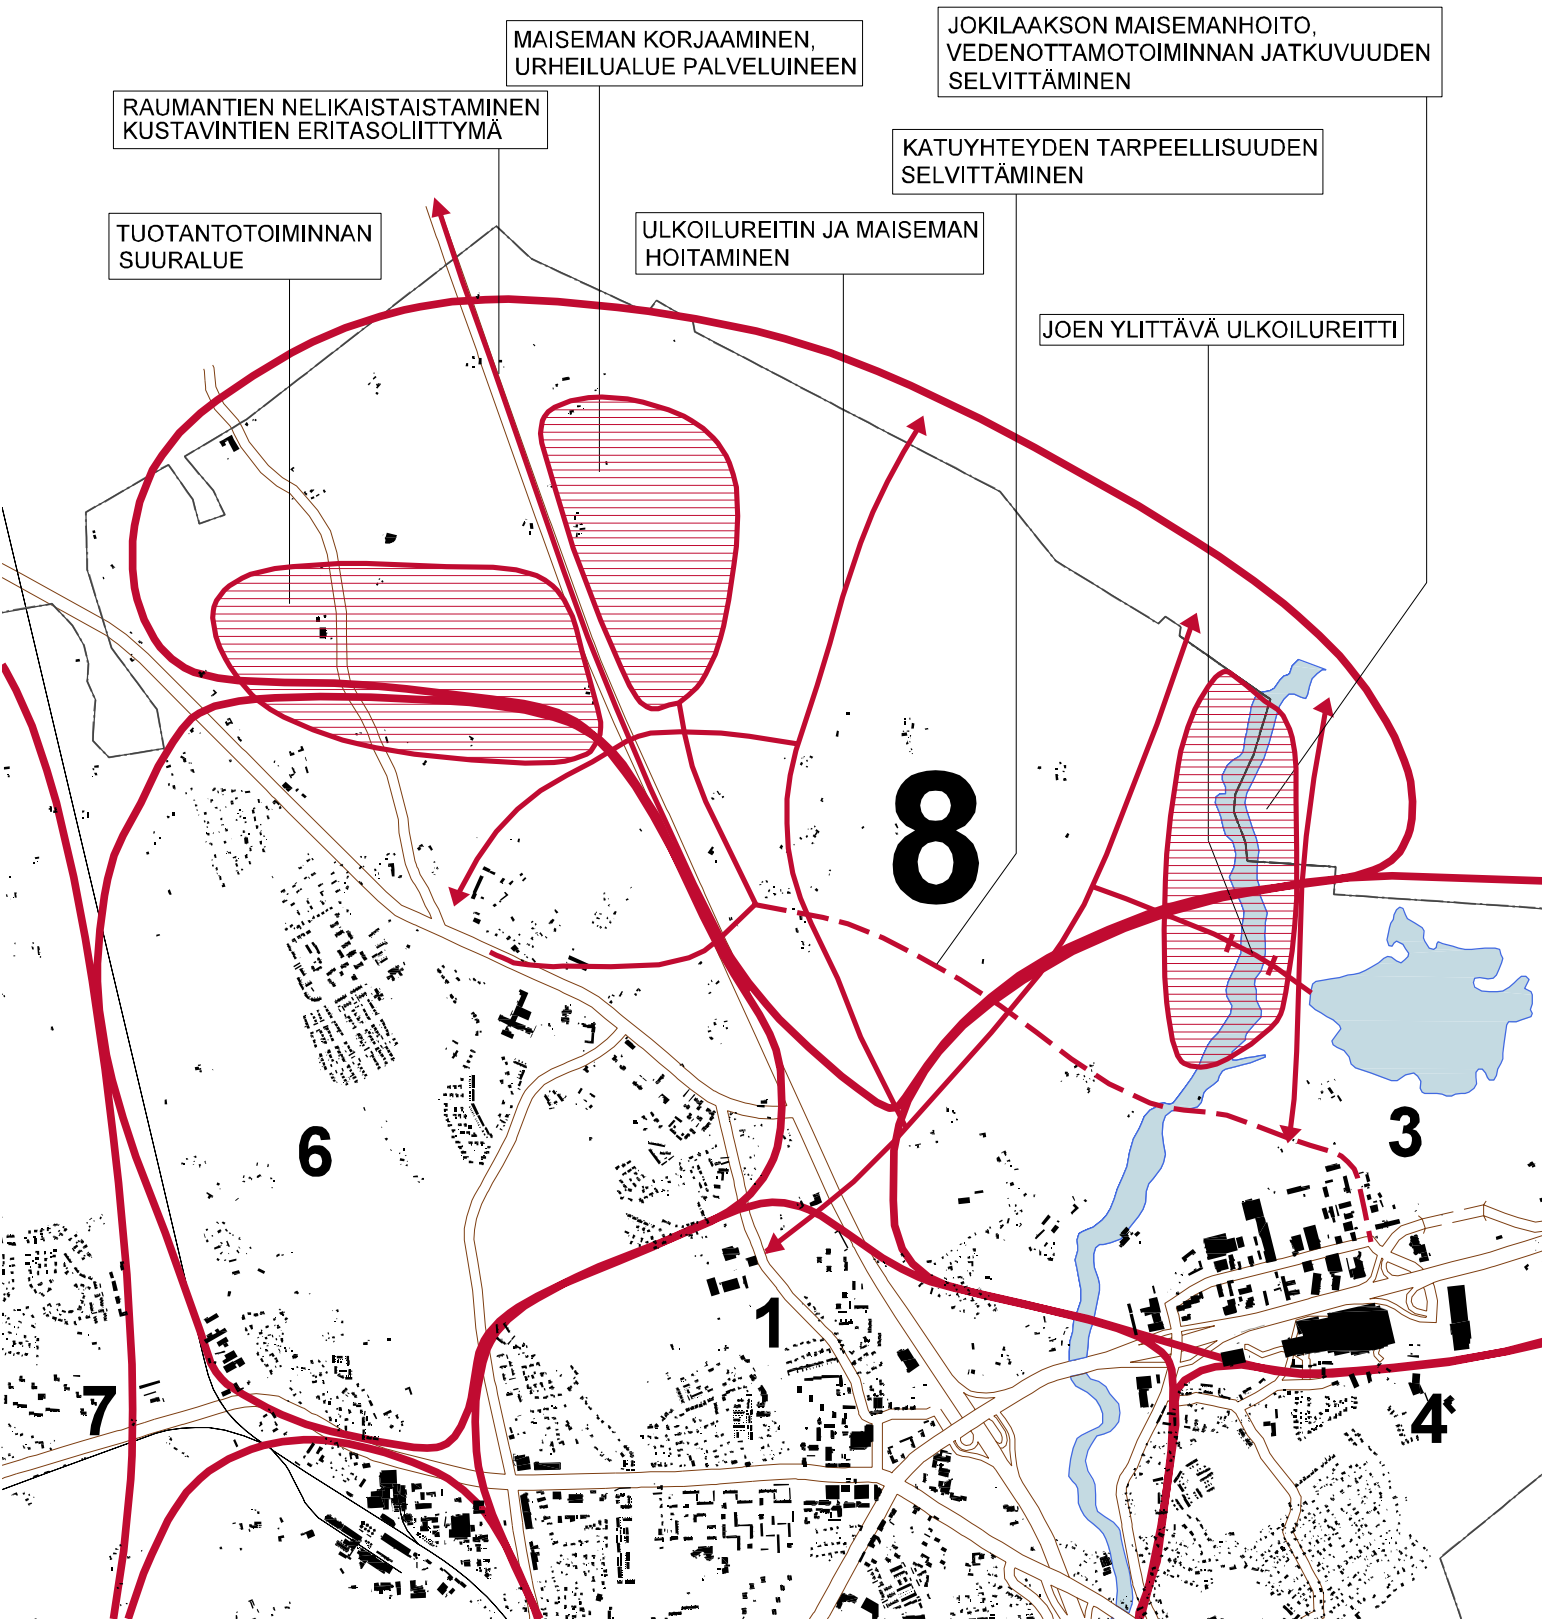 JOKILAAKSON MAISEMANHOITO,
VEDENOTTAMOTOIMINNAN JATKUVUUDEN
SELVITTÄMINEN
MAISEMAN KORJAAMINEN,
URHEILUALUE PALVELUINEEN
RAUMANTIEN NELIKAISTAISTAMINEN
KUSTAVINTIEN ERITASOLIITTYMÄ
KATUYHTEYDEN TARPEELLISUUDEN
SELVITTÄMINEN
TUOTANTOTOIMINNAN
SUURALUE
ULKOILUREITIN JA MAISEMAN
HOITAMINEN
JOEN YLITTÄVÄ ULKOILUREITTI
8
3
6
1
7
4